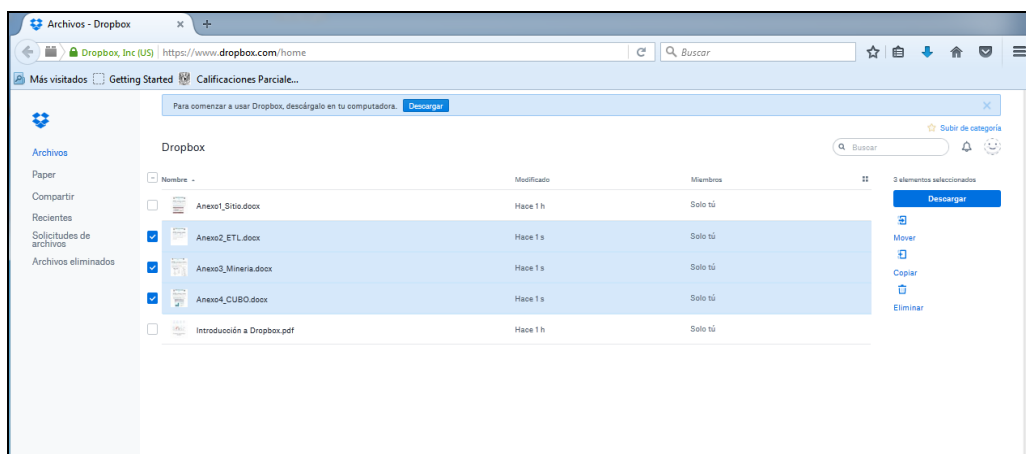 Archivos - Dropbox
Dropbox, Inc (US) https://www.dropbox.com/home
Buscar
Más visitados Getting Started Calificaciones Parciale...
Para comenzar a usar Dropbox, descárgalo en tu computadora. Descargar
Subir de categoría
Dropbox
Buscar
Archivos
Paper
Compartir
Recientes
Solicitudes de
archivos
Archivos eliminados
Nombre Modificado Miembros
Anexo1_Sitio.docx Hace 1 h Solo tú
Anexo2_ETL.docx Hace 1 s Solo tú
Anexo3_Mineria.docx Hace 1 s Solo tú
Anexo4_CUBO.docx Hace 1 s Solo tú
Introducción a Dropbox.pdf Hace 1 h Solo tú
3 elementos seleccionados
Descargar
Mover
Copiar
Eliminar